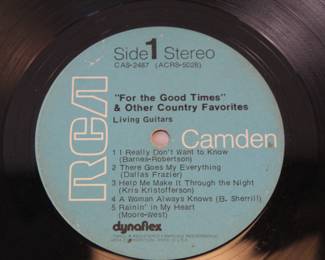 Side 1 Stereo
CAS-2487 (ACRS-5028)
"For the Good Times"
& Other Country Favorites
Living Guitars
RCA Camden
1 I Really Don't Want to Know
(Barnes-Robertson)
2 There Goes My Everything
(Dallas Frazier)
3 Help Me Make It Through the Night
(Kris Kristofferson)
4 A Woman Always Knows (B. Sherrill)
5 Rainin' in My Heart
(Moore-West)
dynaflex